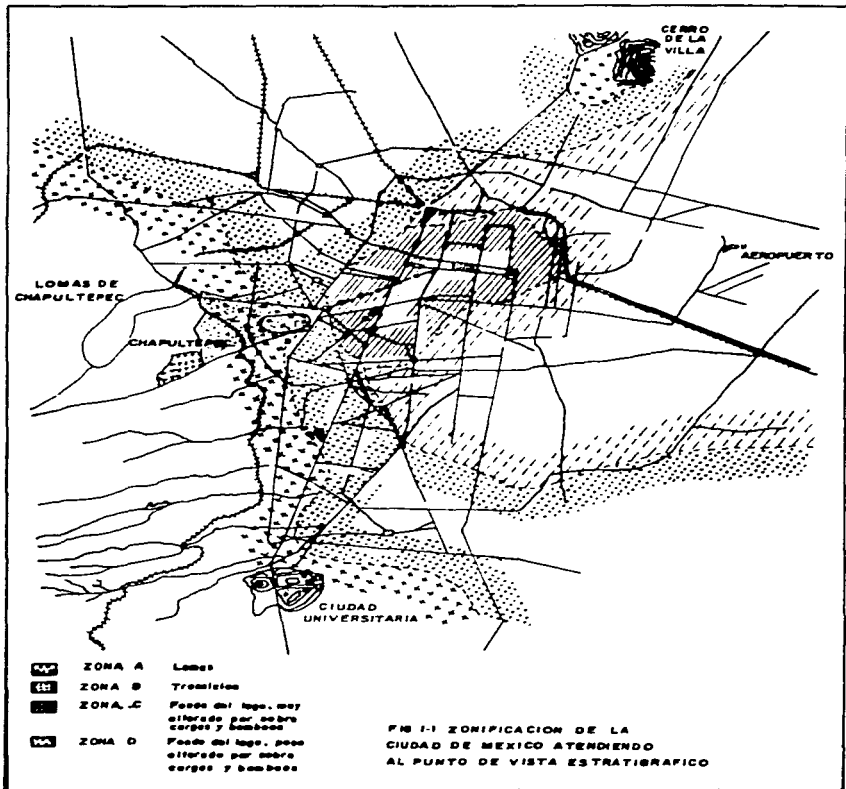 CERRO
DE LA
VILLA
AEROPUERTO
LOMAS DE
CHAPULTEPEC
CHAPULTEPEC
CIUDAD
UNIVERSITARIA
ZONA A Lomas
ZONA B Transicion
ZONA C Fondo del lago, muy
alterado por sobre
cargas y bombeos
ZONA D Fondo del lago, poco
alterado por sobre
cargas y bombeos
FIG 1-1 ZONIFICACION DE LA
CIUDAD DE MEXICO ATENDIENDO
AL PUNTO DE VISTA ESTRATIGRAFICO